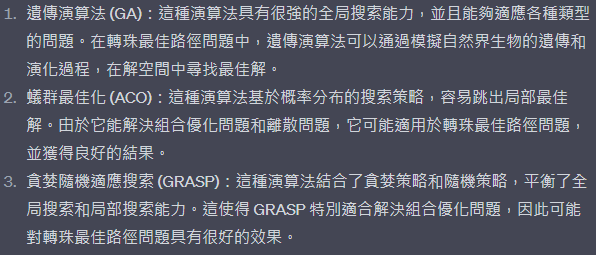 1. 遺傳演算法 (GA)：這種演算法具有很強的全局搜索能力，並且能夠適應各種類型
的問題。在轉珠最佳路徑問題中，遺傳演算法可以通過模擬自然界生物的遺傳和
演化過程，在解空間中尋找最佳解。
2. 蟻群最佳化 (ACO)：這種演算法基於概率分布的搜索策略，容易跳出局部最佳
解。由於它能解決組合優化問題和離散問題，它可能適用於轉珠最佳路徑問題，
並獲得良好的結果。
3. 貪婪隨機適應搜索 (GRASP)：這種演算法結合了貪婪策略和隨機策略，平衡了全
局搜索和局部搜索能力。這使得 GRASP 特別適合解決組合優化問題，因此可能
對轉珠最佳路徑問題具有很好的效果。